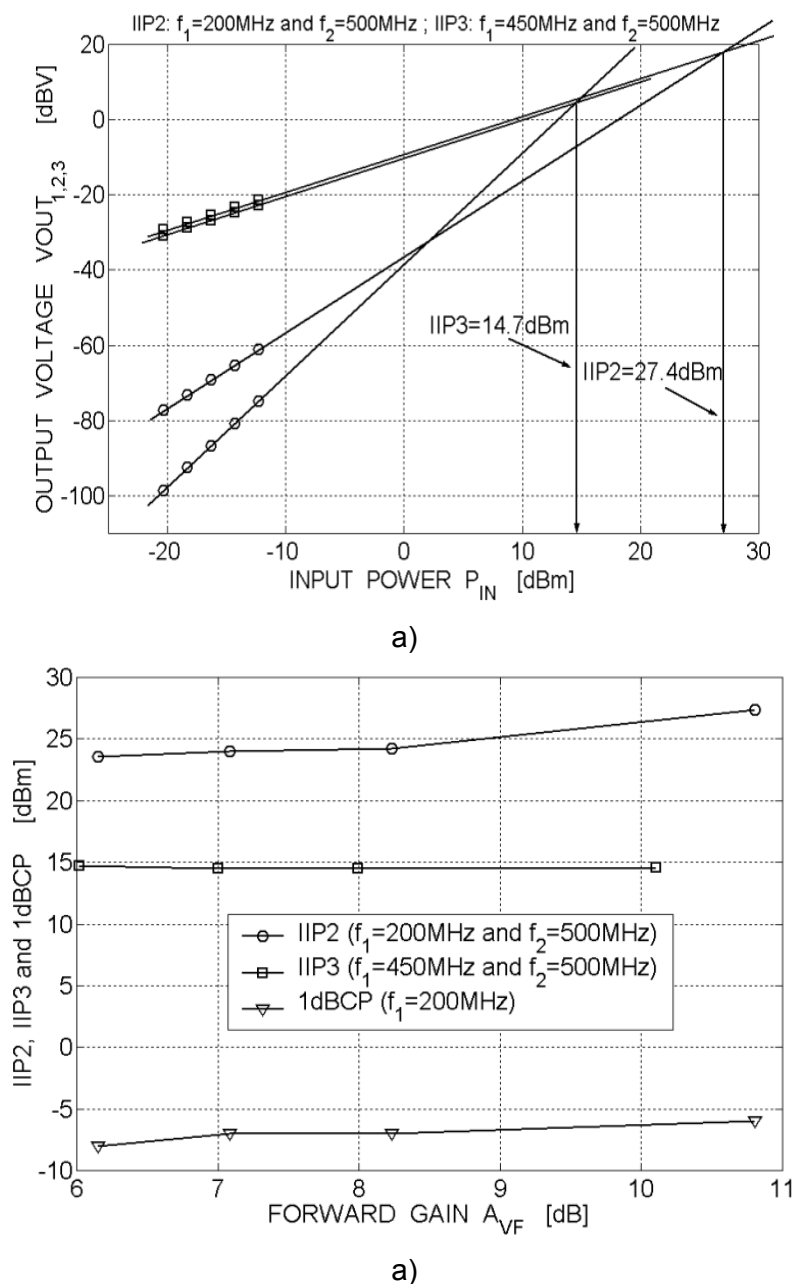 IIP2: f1=200MHz and f2=500MHz ; IIP3: f1=450MHz and f2=500MHz
OUTPUT VOLTAGE VOUT1,2,3 [dBV]
20
0
-20
-40
-60
-80
-100
IIP3=14.7dBm
IIP2=27.4dBm
-20 -10 0 10 20 30
INPUT POWER PIN [dBm]
a)
IIP2, IIP3 and 1dBCP [dBm]
30
25
20
15
10
5
0
-5
-10
IIP2 (f1=200MHz and f2=500MHz)
IIP3 (f1=450MHz and f2=500MHz)
1dBCP (f1=200MHz)
6 7 8 9 10 11
FORWARD GAIN AVF [dB]
a)